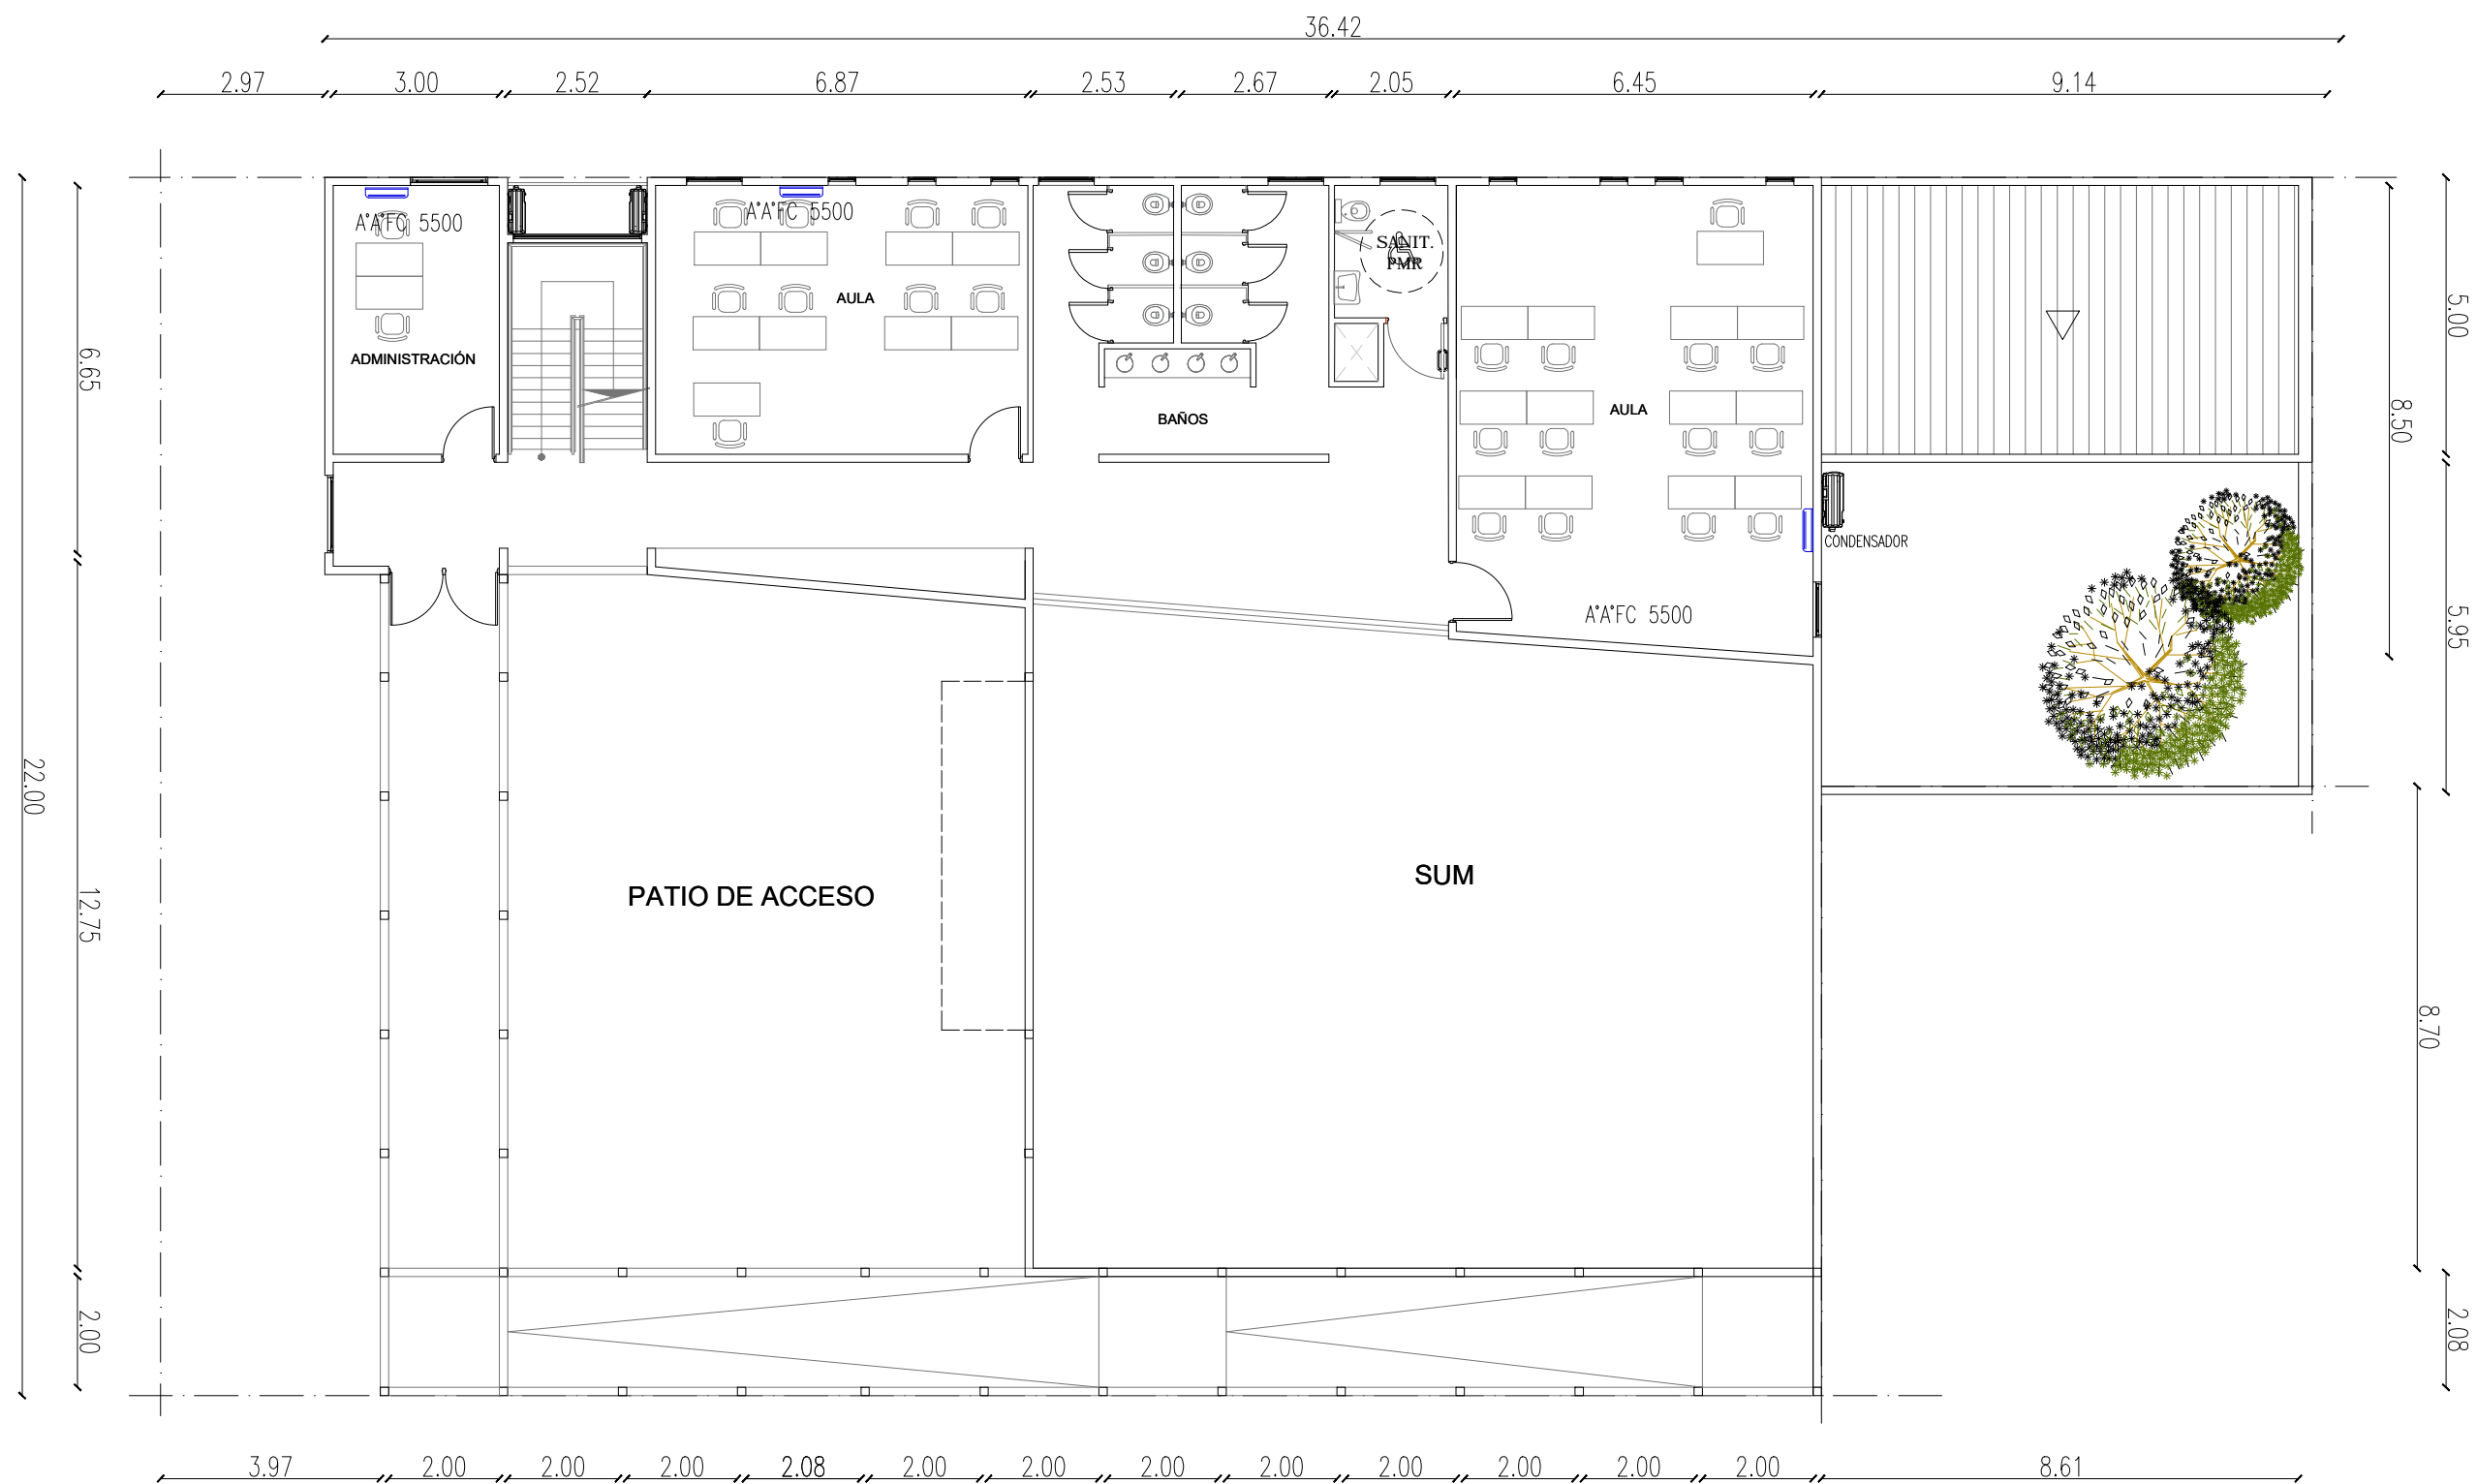 36.42
2.97 3.00 2.52 6.87 2.53 2.67 2.05 6.45 9.14
A°A°FC 5500
A°A°FC 5500
SANIT.
PMR
AULA
ADMINISTRACIÓN
BAÑOS
AULA
CONDENSADOR
A°A°FC 5500
PATIO DE ACCESO
SUM
22.00
6.65
12.75
2.00
5.00
8.50
5.95
8.70
2.08
3.97 2.00 2.00 2.00 2.08 2.00 2.00 2.00 2.00 2.00 2.00 2.00 2.00 8.61